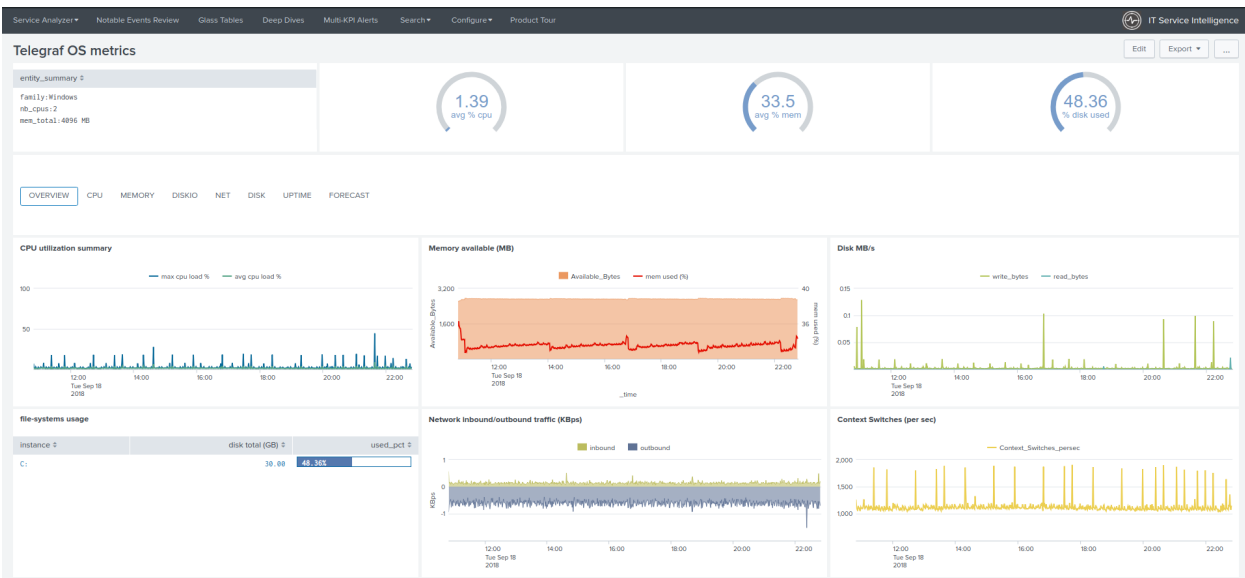 Service Analyzer▾ Notable Events Review Glass Tables Deep Dives Multi-KPI Alerts Search▾ Configure▾ Product Tour IT Service Intelligence
Telegraf OS metrics Edit Export ▾ ...
entity_summary
family:Windows
nb_cpus:2
mem_total:4096 MB
1.39
avg % cpu
33.5
avg % mem
48.36
% disk used
OVERVIEW CPU MEMORY DISKIO NET DISK UPTIME FORECAST
CPU utilization summary
max cpu load % avg cpu load %
100
50
12:00 14:00 16:00 18:00 20:00 22:00
Tue Sep 18
2018
Memory available (MB)
Available_Bytes mem used (%)
3,200 40
1,600 36
Available_Bytes
mem used (%)
12:00 14:00 16:00 18:00 20:00 22:00
Tue Sep 18
2018
_time
Disk MB/s
write_bytes read_bytes
0.15
0.1
0.05
12:00 14:00 16:00 18:00 20:00 22:00
Tue Sep 18
2018
file-systems usage
instance disk total (GB) used_pct
C: 30.00 48.36%
Network Inbound/outbound traffic (KBps)
inbound outbound
1
0
-1
KBps
12:00 14:00 16:00 18:00 20:00 22:00
Tue Sep 18
2018
Context Switches (per sec)
Context_Switches_persec
2,000
1,500
1,000
12:00 14:00 16:00 18:00 20:00 22:00
Tue Sep 18
2018